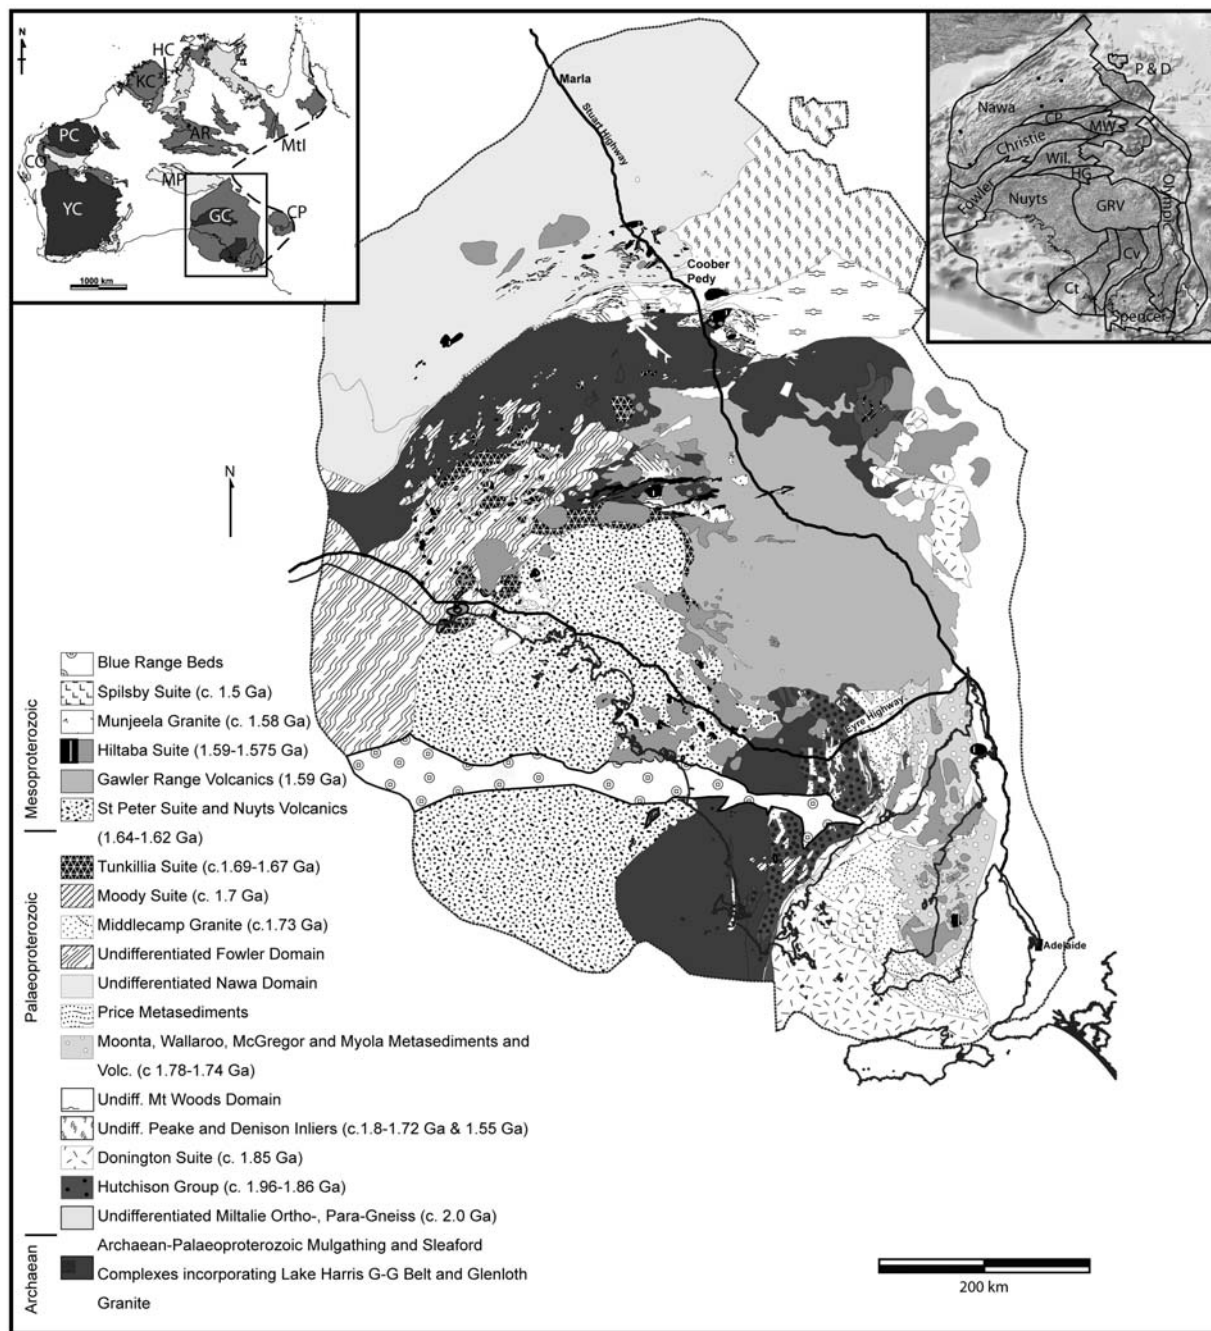 N
HC
KC
PC
AR
CO
Mtl
MP
YC
GC
CP
1000 km
P & D
Nawa
CP
MW
Christie
Wil.
HG
Fowler
Nuyts
GRV
Olympic
Cv
Ct
Spencer
Marla
Stuart Highway
Coober
Pedy
N
Eyre Highway
Adelaide
200 km
Mesoproterozoic
Blue Range Beds
Spilsby Suite (c. 1.5 Ga)
Munjeela Granite (c. 1.58 Ga)
Hiltaba Suite (1.59-1.575 Ga)
Gawler Range Volcanics (1.59 Ga)
St Peter Suite and Nuyts Volcanics
(1.64-1.62 Ga)
Palaeoproterozoic
Tunkillia Suite (c.1.69-1.67 Ga)
Moody Suite (c. 1.7 Ga)
Middlecamp Granite (c.1.73 Ga)
Undifferentiated Fowler Domain
Undifferentiated Nawa Domain
Price Metasediments
Moonta, Wallaroo, McGregor and Myola Metasediments and
Volc. (c 1.78-1.74 Ga)
Undiff. Mt Woods Domain
Undiff. Peake and Denison Inliers (c.1.8-1.72 Ga & 1.55 Ga)
Donington Suite (c. 1.85 Ga)
Hutchison Group (c. 1.96-1.86 Ga)
Undifferentiated Miltalie Ortho-, Para-Gneiss (c. 2.0 Ga)
Archaean
Archaean-Palaeoproterozoic Mulgathing and Sleaford
Complexes incorporating Lake Harris G-G Belt and Glenloth
Granite